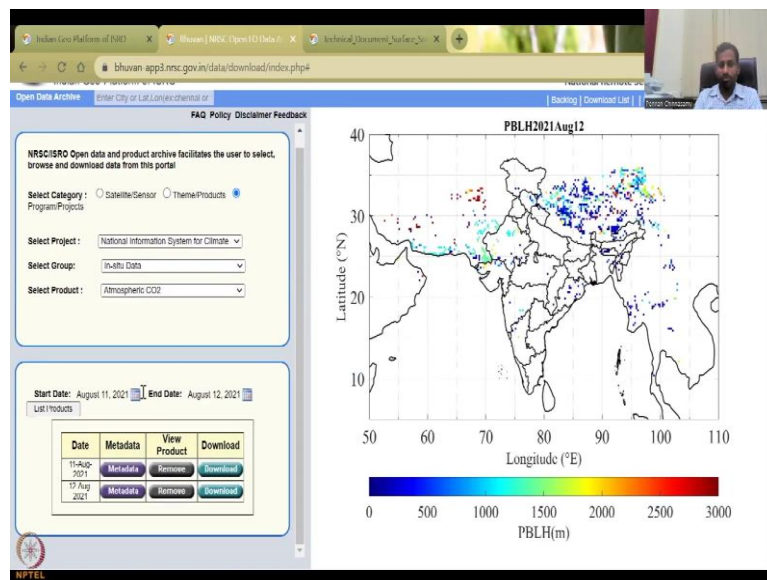 Indian Geo Platform of ISRO X
Bhuvan | NRSC Open EO Data A X
Technical_Document_Surface_So X
+
bhuvan-app3.nrsc.gov.in/data/download/index.php#
Open Data Archive
Enter City or Lat,Lon(ex:chennai or
| Backlog | Download List |
Ponnan Chinnasamy
FAQ Policy Disclaimer Feedback
NRSC/ISRO Open data and product archive facilitates the user to select,
browse and download data from this portal
Select Category : Satellite/Sensor Theme/Products
Program/Projects
Select Project : National Information System for Climate
Select Group: In-situ Data
Select Product : Atmospheric CO2
Start Date: August 11, 2021 End Date: August 12, 2021
List Products
Date Metadata View Product Download
11-Aug-2021 Metadata Remove Download
12 Aug 2021 Metadata Remove Download
NPTEL
PBLH2021Aug12
40
30
20
10
Latitude (°N)
50 60 70 80 90 100 110
Longitude (°E)
0 500 1000 1500 2000 2500 3000
PBLH(m)